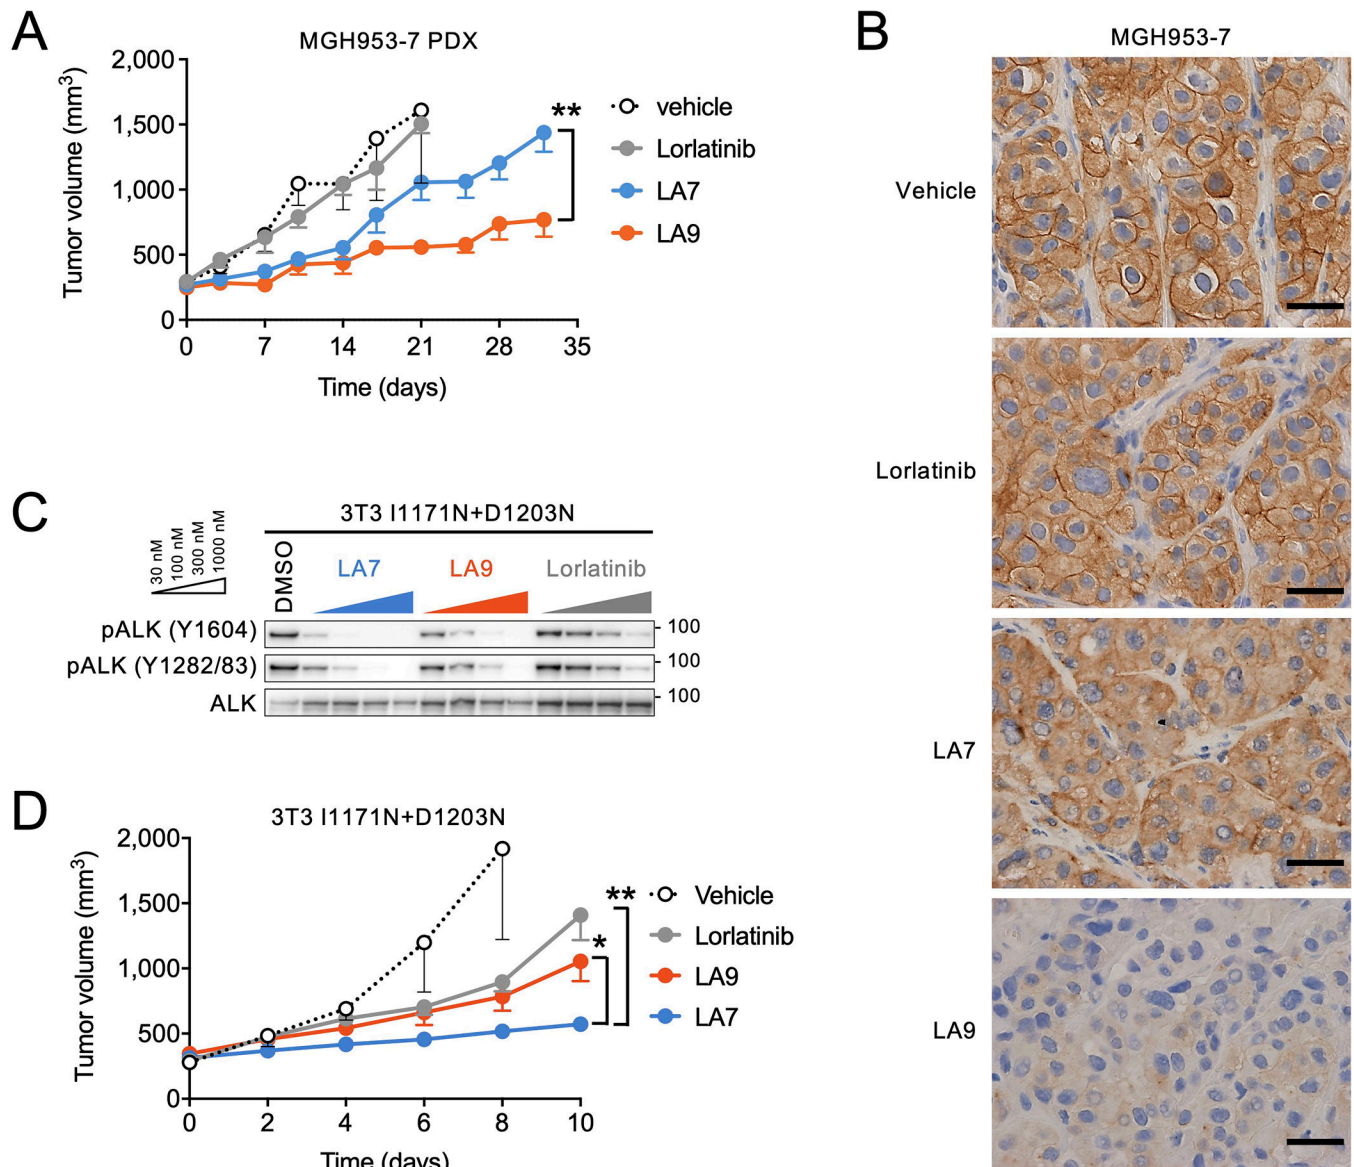 A
MGH953-7 PDX
Tumor volume (mm3)
2,000
1,500
1,000
500
0
0 7 14 21 28 35
Time (days)
**
vehicle
Lorlatinib
LA7
LA9
B
MGH953-7
Vehicle
Lorlatinib
LA7
LA9
C
3T3 I1171N+D1203N
30 nM
100 nM
300 nM
1000 nM
DMSO
LA7 LA9 Lorlatinib
pALK (Y1604) - 100
pALK (Y1282/83) - 100
ALK - 100
D
3T3 I1171N+D1203N
Tumor volume (mm3)
2,000
1,500
1,000
500
0
0 2 4 6 8 10
Time (days)
**
*
Vehicle
Lorlatinib
LA9
LA7